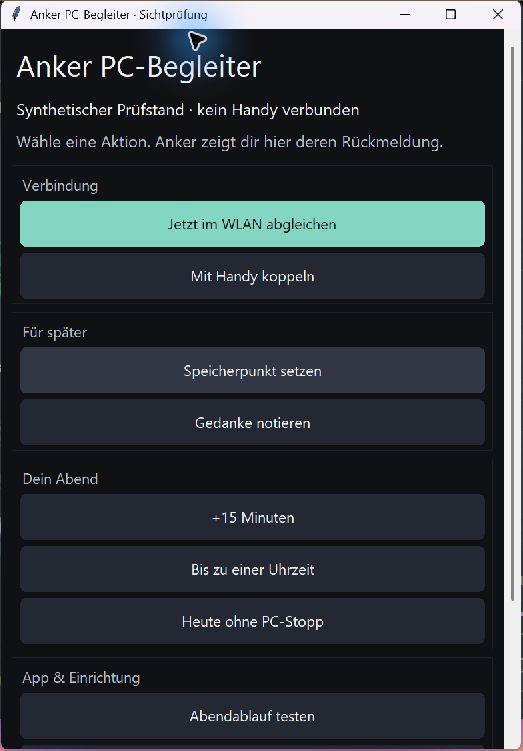 Anker PC-Begleiter · Sichtprüfung
Anker PC-Begleiter
Synthetischer Prüfstand · kein Handy verbunden
Wähle eine Aktion. Anker zeigt dir hier deren Rückmeldung.
Verbindung
Jetzt im WLAN abgleichen
Mit Handy koppeln
Für später
Speicherpunkt setzen
Gedanke notieren
Dein Abend
+15 Minuten
Bis zu einer Uhrzeit
Heute ohne PC-Stopp
App & Einrichtung
Abendablauf testen